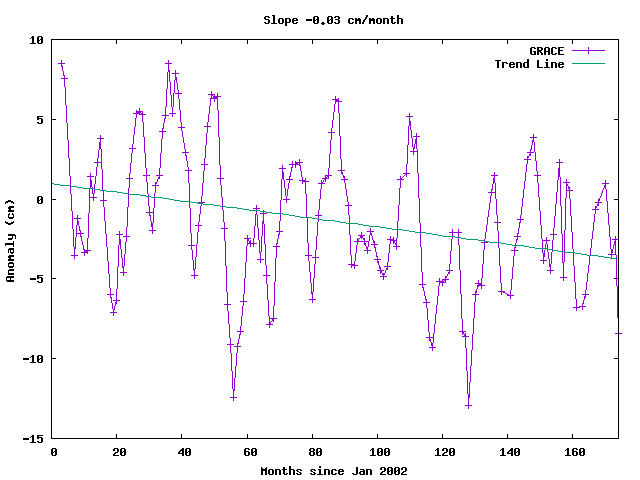 Slope -0.03 cm/month
GRACE
Trend Line
10
5
0
-5
-10
-15
Anomaly (cm)
0 20 40 60 80 100 120 140 160
Months since Jan 2002